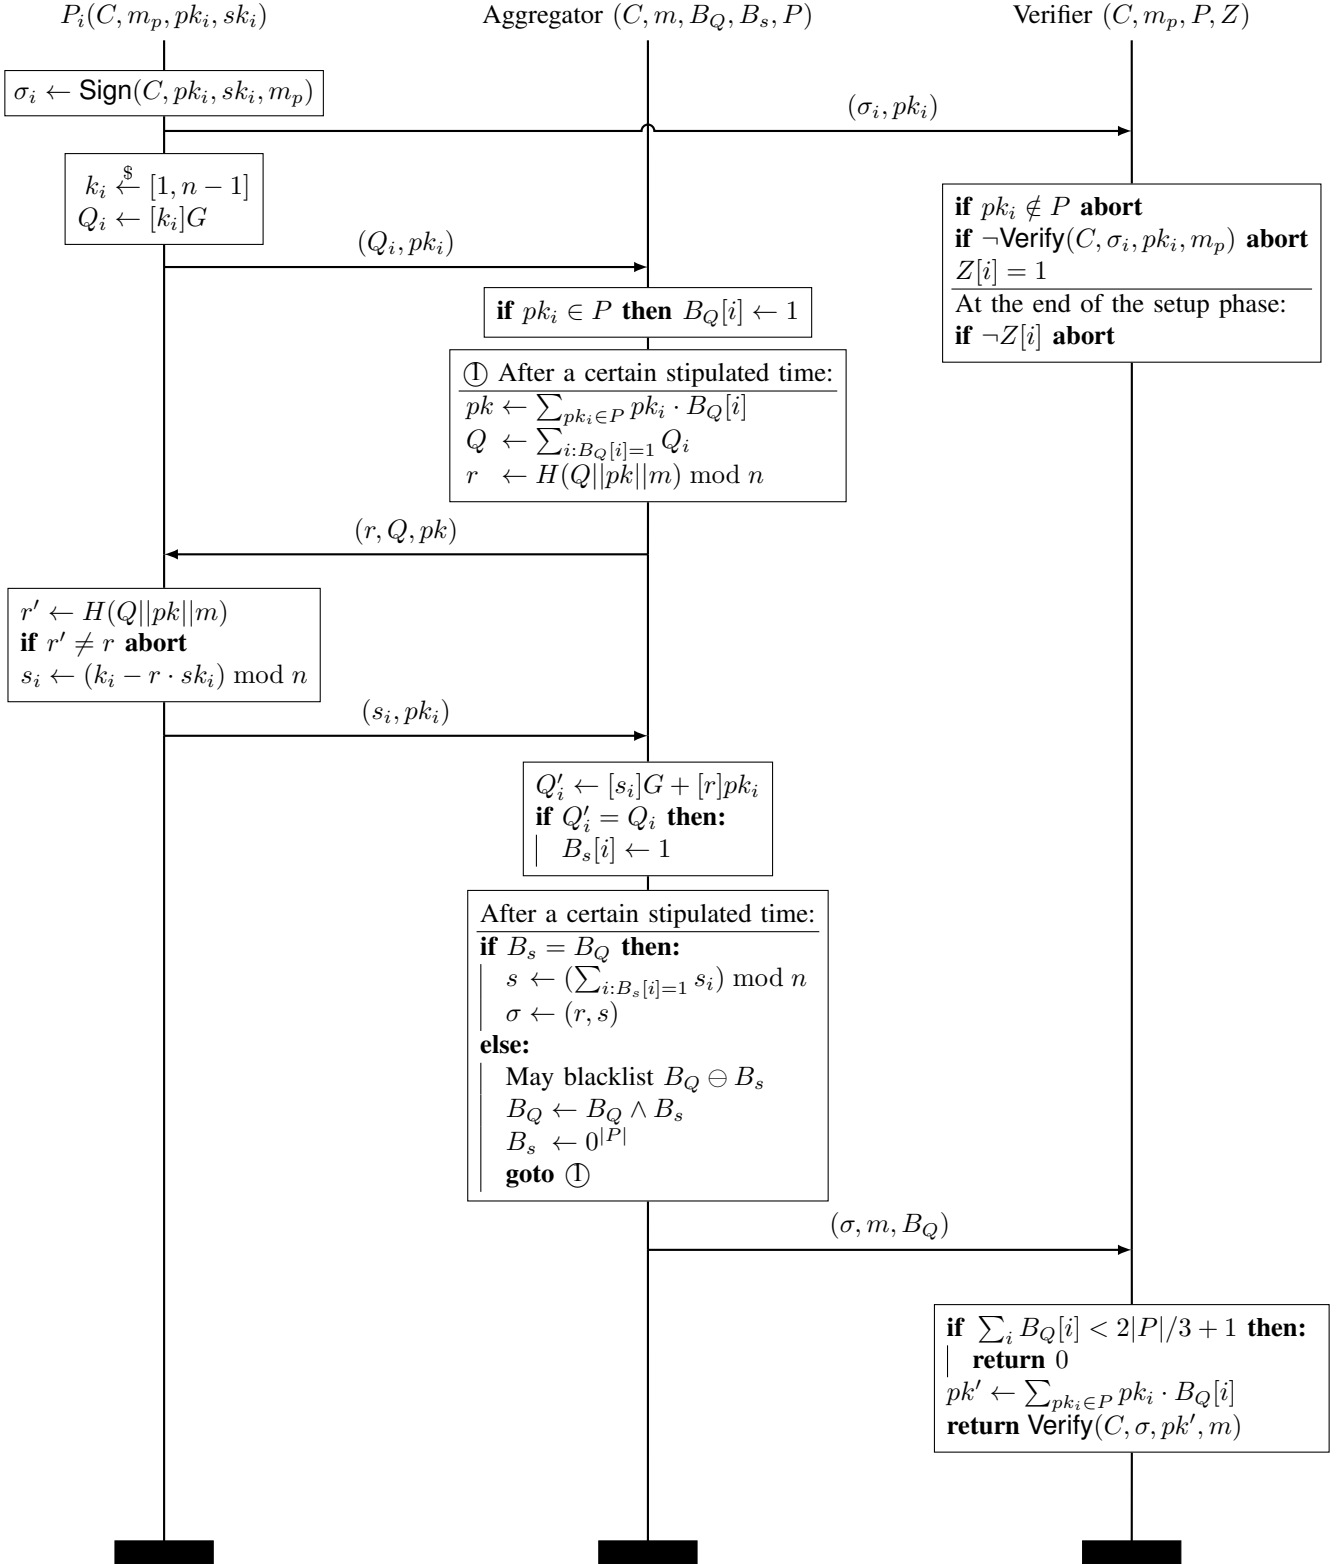 P_i(C, m_p, pk_i, sk_i)
Aggregator (C, m, B_Q, B_s, P)
Verifier (C, m_p, P, Z)
σ_i ← Sign(C, pk_i, sk_i, m_p)
(σ_i, pk_i)
k_i ←$ [1, n − 1]
Q_i ← [k_i]G
if pk_i ∉ P abort
if ¬Verify(C, σ_i, pk_i, m_p) abort
Z[i] = 1
At the end of the setup phase:
if ¬Z[i] abort
(Q_i, pk_i)
if pk_i ∈ P then B_Q[i] ← 1
① After a certain stipulated time:
pk ← ∑_{pk_i∈P} pk_i · B_Q[i]
Q ← ∑_{i:B_Q[i]=1} Q_i
r ← H(Q||pk||m) mod n
(r, Q, pk)
r′ ← H(Q||pk||m)
if r′ ≠ r abort
s_i ← (k_i − r · sk_i) mod n
(s_i, pk_i)
Q′_i ← [s_i]G + [r]pk_i
if Q′_i = Q_i then:
B_s[i] ← 1
After a certain stipulated time:
if B_s = B_Q then:
s ← (∑_{i:B_s[i]=1} s_i) mod n
σ ← (r, s)
else:
May blacklist B_Q ⊖ B_s
B_Q ← B_Q ∧ B_s
B_s ← 0^{|P|}
goto ①
(σ, m, B_Q)
if ∑_i B_Q[i] < 2|P|/3 + 1 then:
return 0
pk′ ← ∑_{pk_i∈P} pk_i · B_Q[i]
return Verify(C, σ, pk′, m)